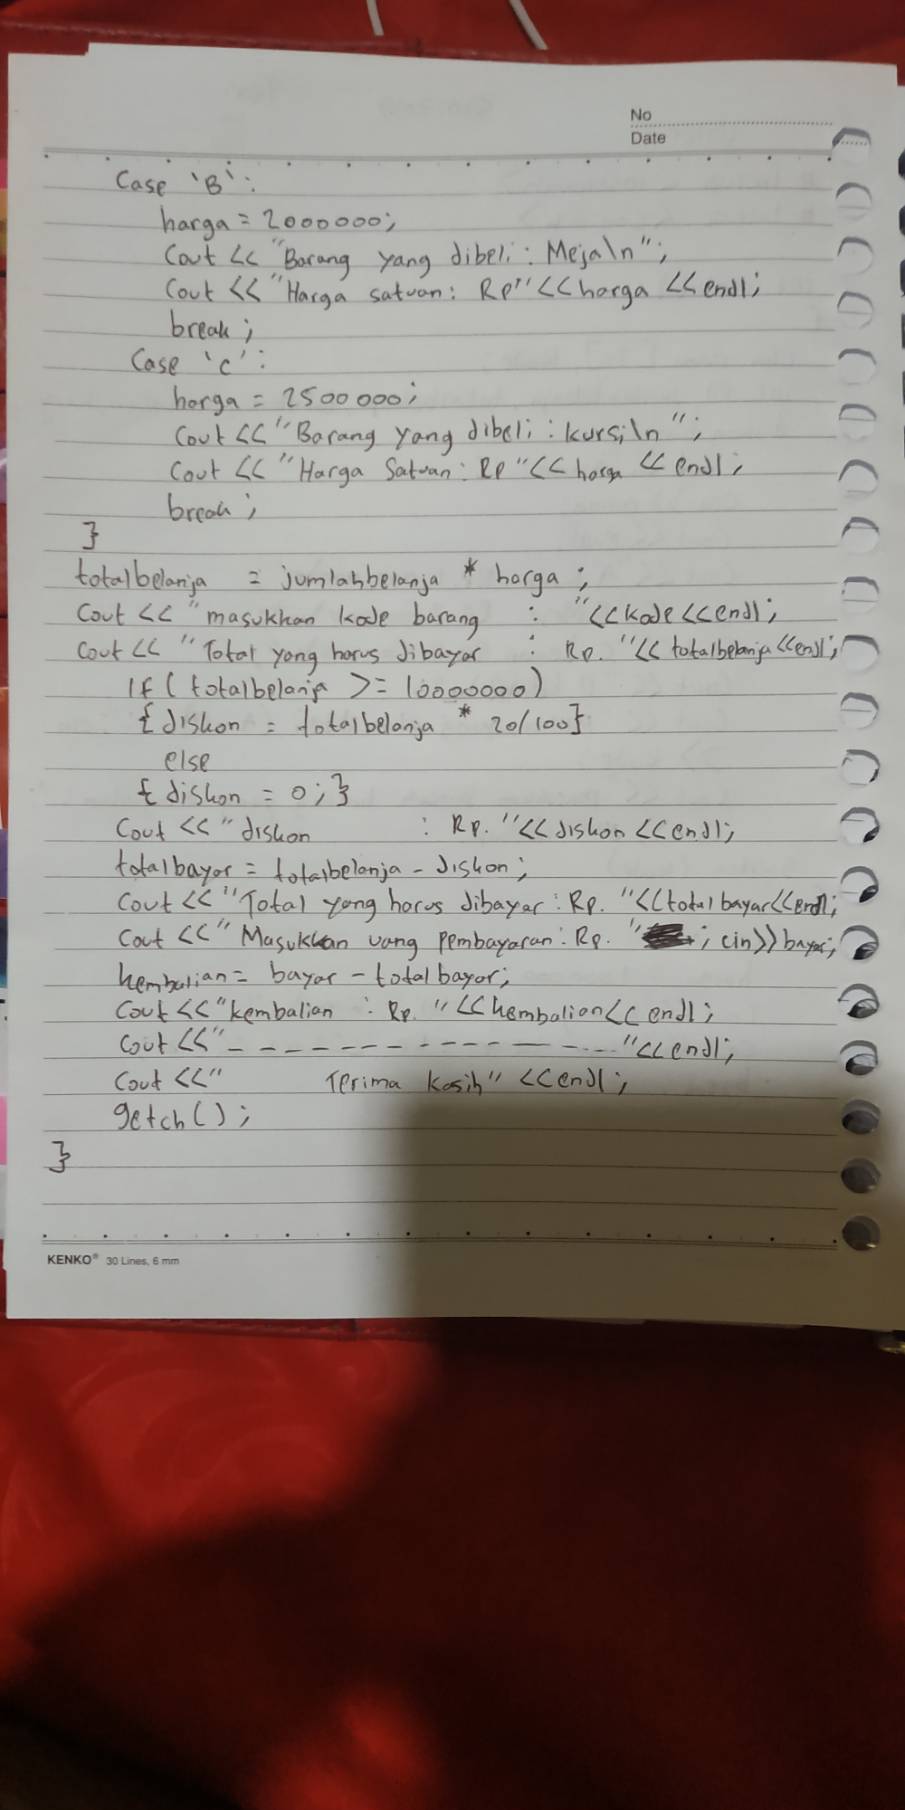 No
Date
Case 'B':
harga = 2000000;
Cout << "Barang yang dibeli : Meja\n";
Cout << "Harga satuan : Rp" << harga << endl;
break;
Case 'c' :
harga = 2500000;
Cout << "Barang yang dibeli : kursi\n";
Cout << "Harga Satuan : Rp" << harga << endl;
break;
}
totalbelanja = jumlahbelanja * harga ;
Cout << "masukhan kode barang : " << kode << endl;
Cout << "Total yang harus dibayar : Rp. " << totalbelanja << endl;
If ( totalbelanja >= 10000000)
{ diskon = totalbelanja * 20/100}
else
{ diskon = 0;}
Cout << "diskon : Rp. " << diskon << endl;
totalbayar = totalbelanja - diskon ;
Cout << "Total yang harus dibayar : Rp. " << total bayar << endl;
Cout << "Masukkan uang pembayaran : Rp. " ; cin >> bayar;
kembalian = bayar - total bayar;
Cout << "kembalian : Rp. " << kembalian << endl;
Cout << "- - - - - - - - - - - - - - - - -" << endl;
Cout << " Terima kasih" << endl;
getch();
}
KENKO® 30 Lines, 6 mm